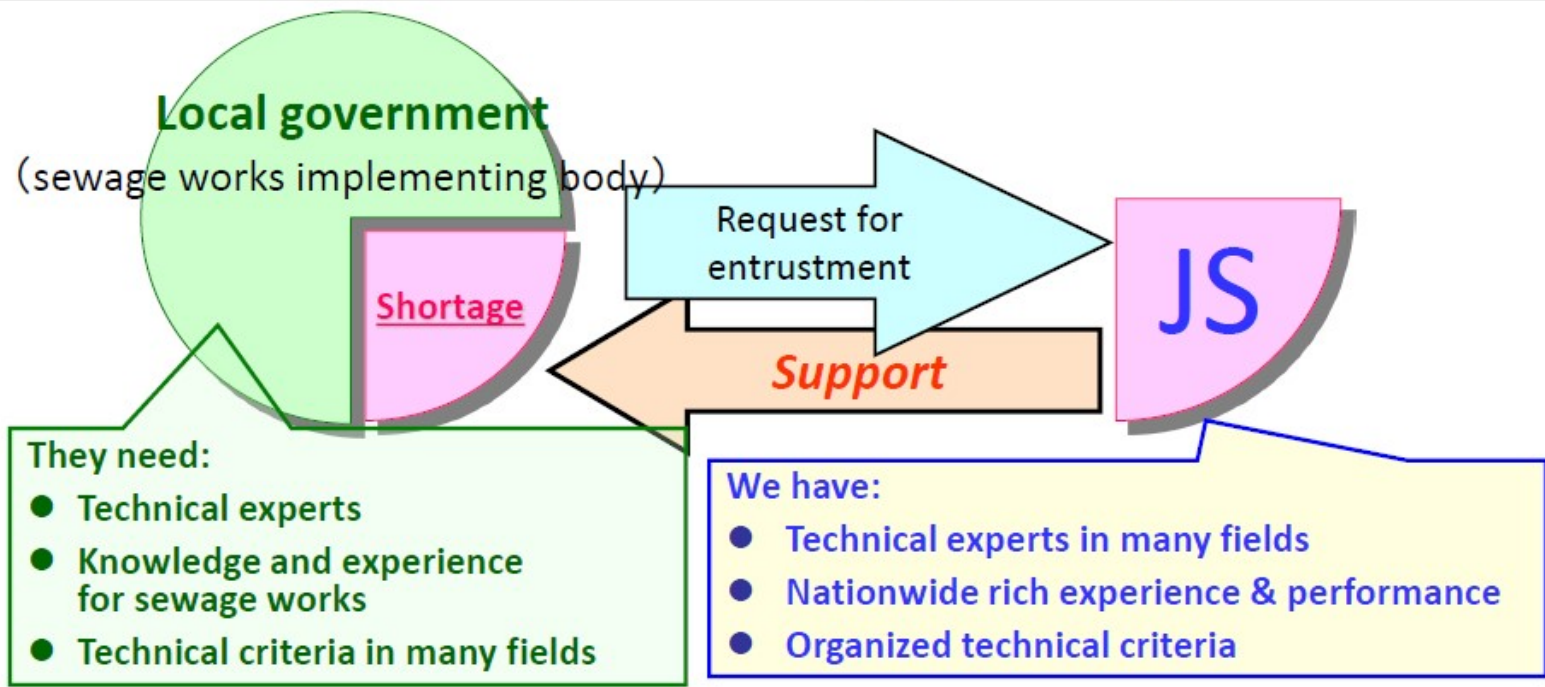 Local government
（sewage works implementing body）
Shortage
Request for
entrustment
Support
JS
They need:
● Technical experts
● Knowledge and experience
for sewage works
● Technical criteria in many fields
We have:
● Technical experts in many fields
● Nationwide rich experience & performance
● Organized technical criteria